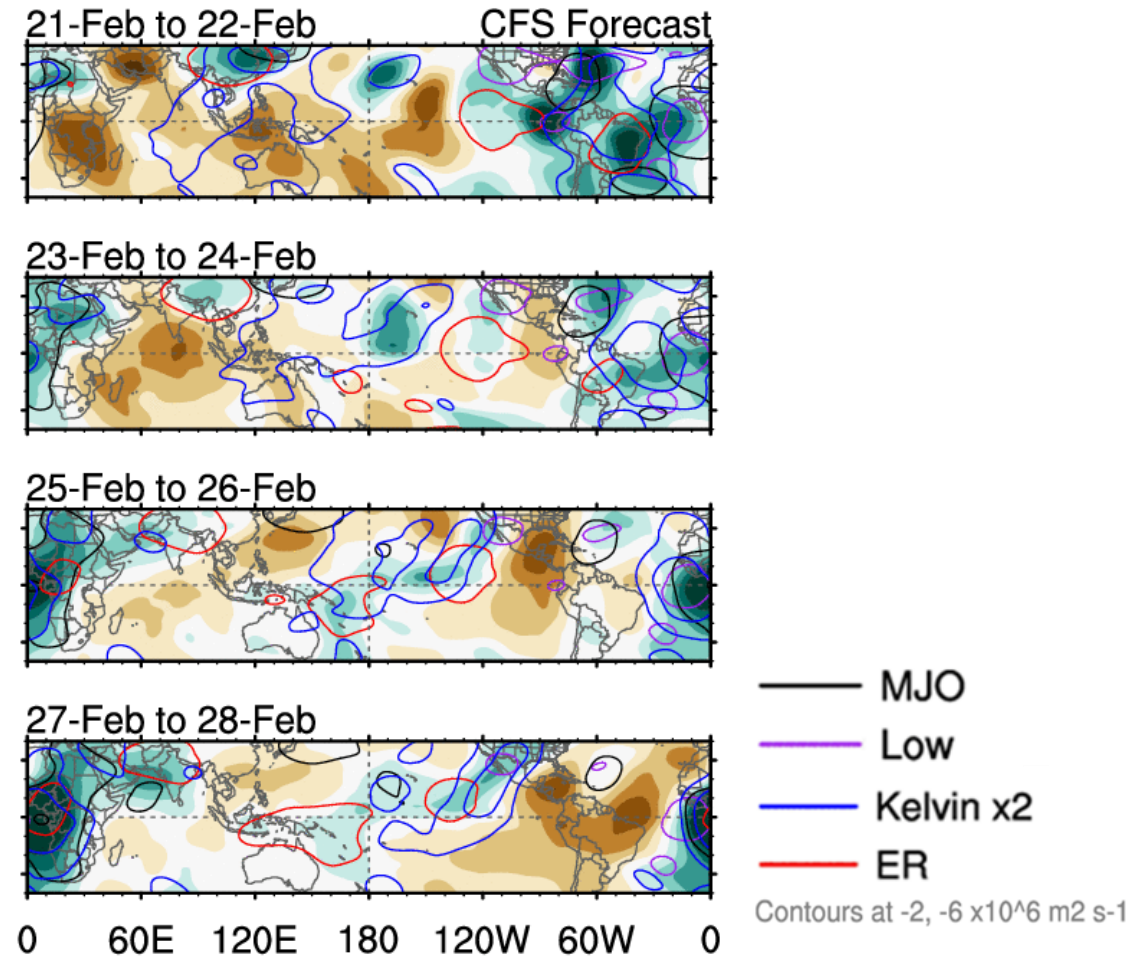 21-Feb to 22-Feb CFS Forecast
23-Feb to 24-Feb
25-Feb to 26-Feb
27-Feb to 28-Feb
MJO
Low
Kelvin x2
ER
Contours at -2, -6 x10^6 m2 s-1
0 60E 120E 180 120W 60W 0